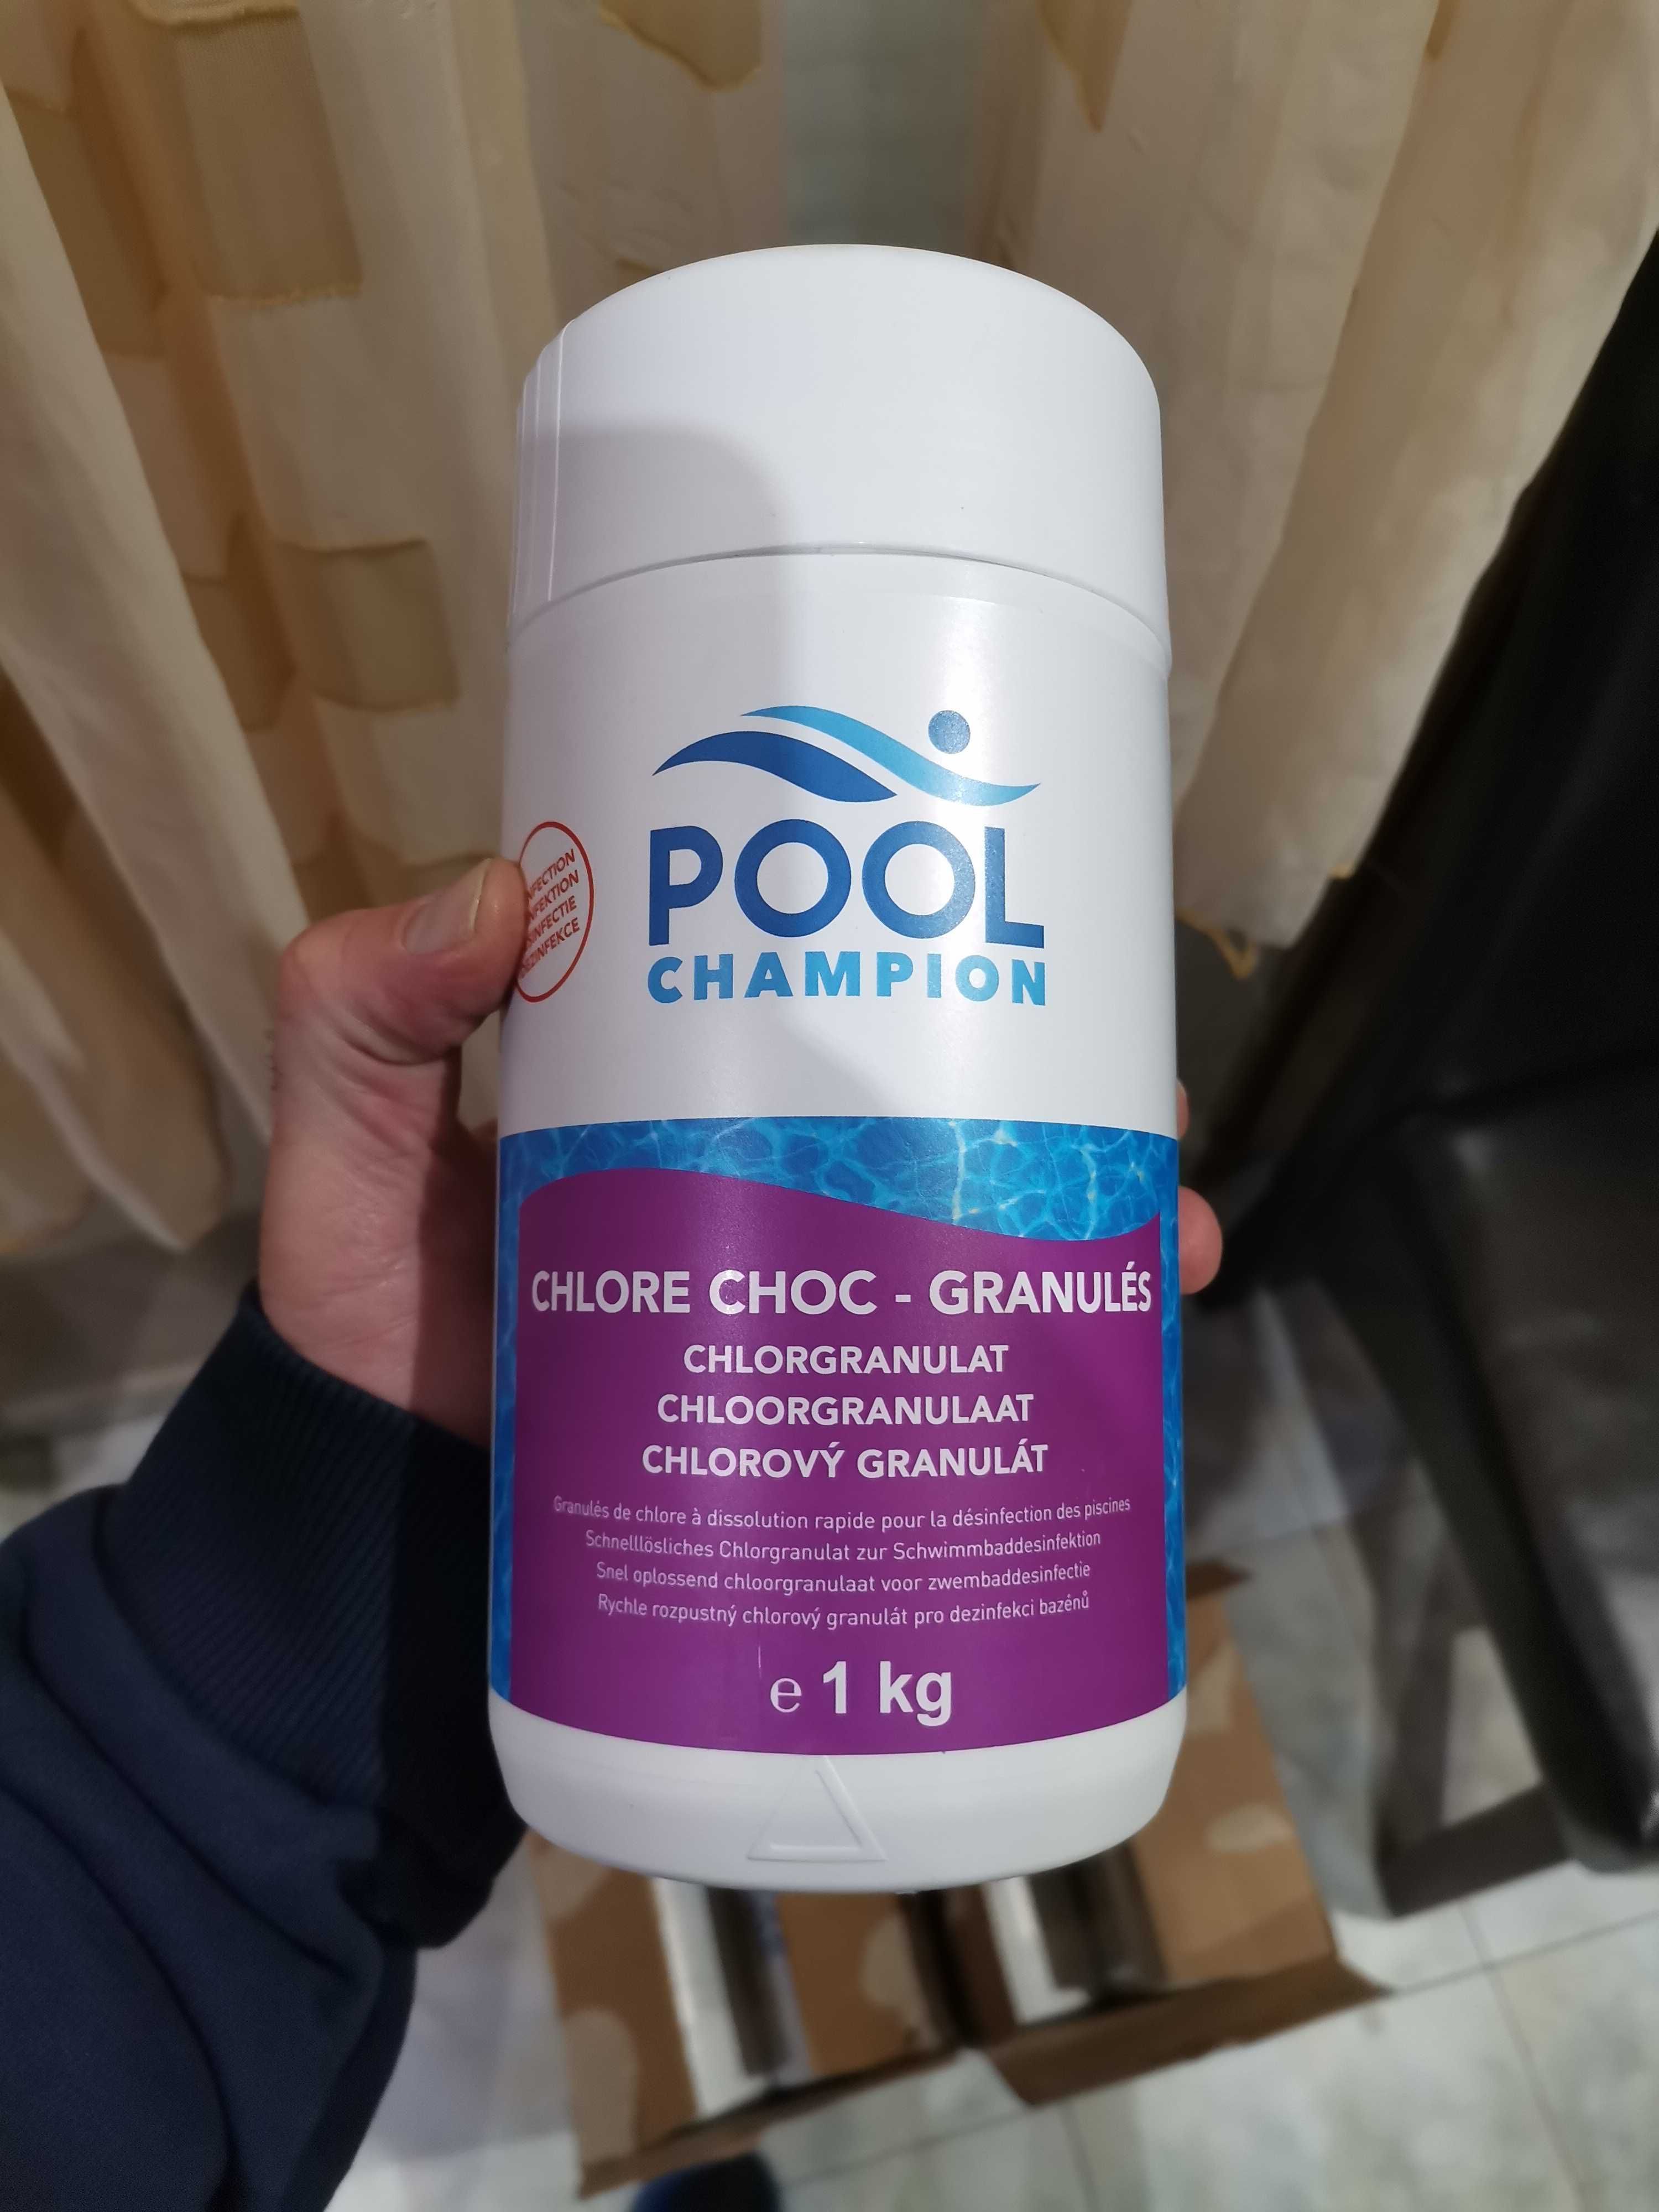 POOL
CHAMPION
DEZINFEKCE
CHLORE CHOC - GRANULÉS
CHLORGRANULAT
CHLOORGRANULAAT
CHLOROVÝ GRANULÁT
Granulés de chlore à dissolution rapide pour la désinfection des piscines
Schnelllösliches Chlorgranulat zur Schwimmbaddesinfektion
Snel oplossend chloorgranulaat voor zwembaddesinfectie
Rychle rozpustný chlorový granulát pro dezinfekci bazénů
e 1 kg